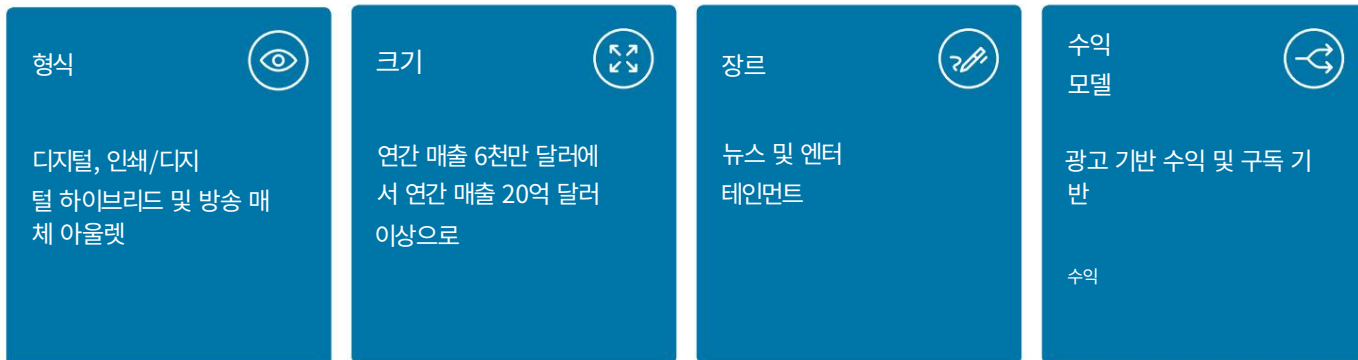 형식
디지털, 인쇄/디지
털 하이브리드 및 방송 매
체 아울렛
크기
연간 매출 6천만 달러에
서 연간 매출 20억 달러
이상으로
장르
뉴스 및 엔터
테인먼트
수익
모델
광고 기반 수익 및 구독 기
반
수익